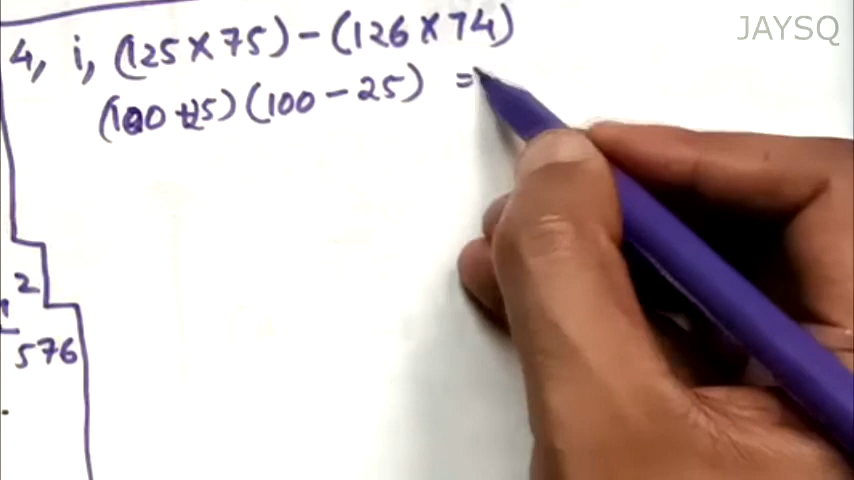 JAYSQ
4, i, (125 × 75) - (126 × 74)
(100 + 25) (100 - 25) =
2
576